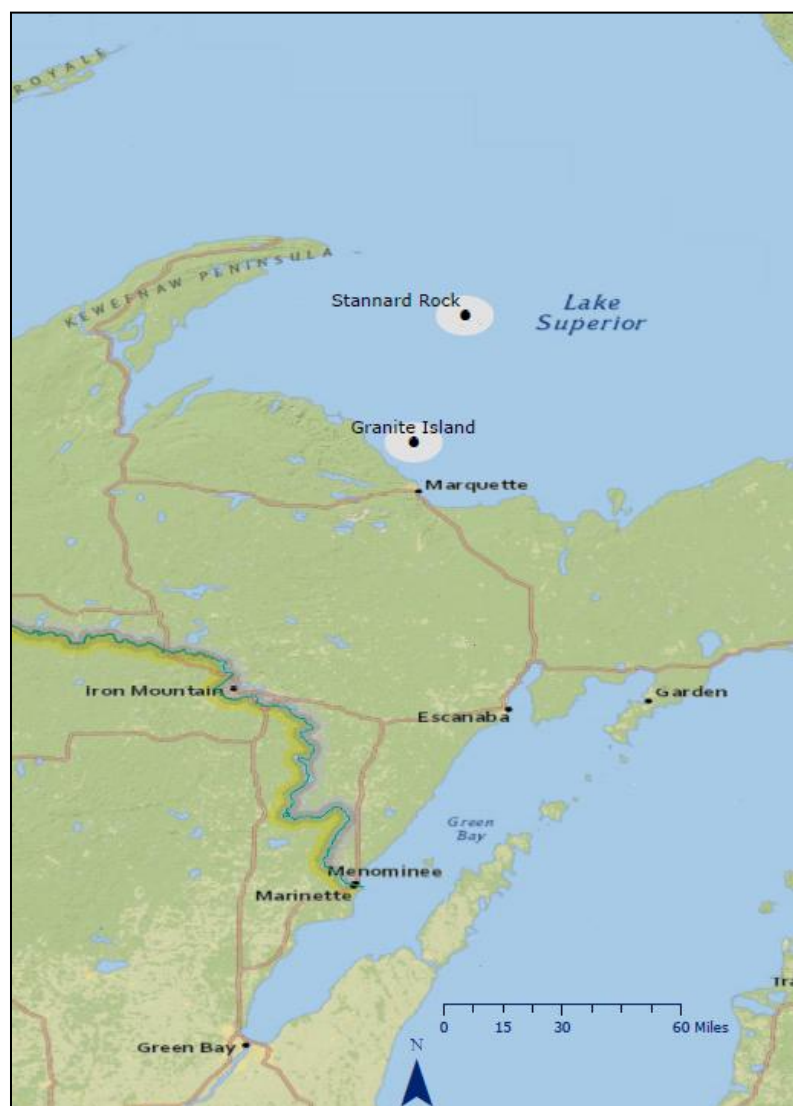 ROYALE
KEWEENAW PENINSULA
Stannard Rock
Lake
Superior
Granite Island
Marquette
Iron Mountain
Garden
Escanaba
Green
Bay
Menominee
Marinette
Tra
0 15 30 60 Miles
Green Bay
N